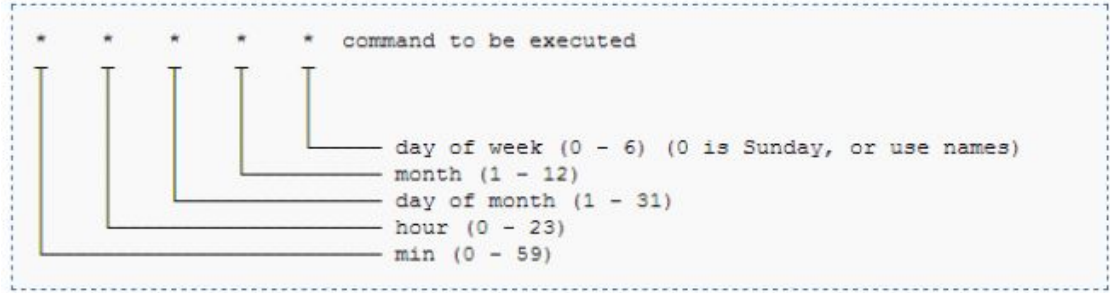 * * * * * command to be executed
day of week (0 - 6) (0 is Sunday, or use names)
month (1 - 12)
day of month (1 - 31)
hour (0 - 23)
min (0 - 59)